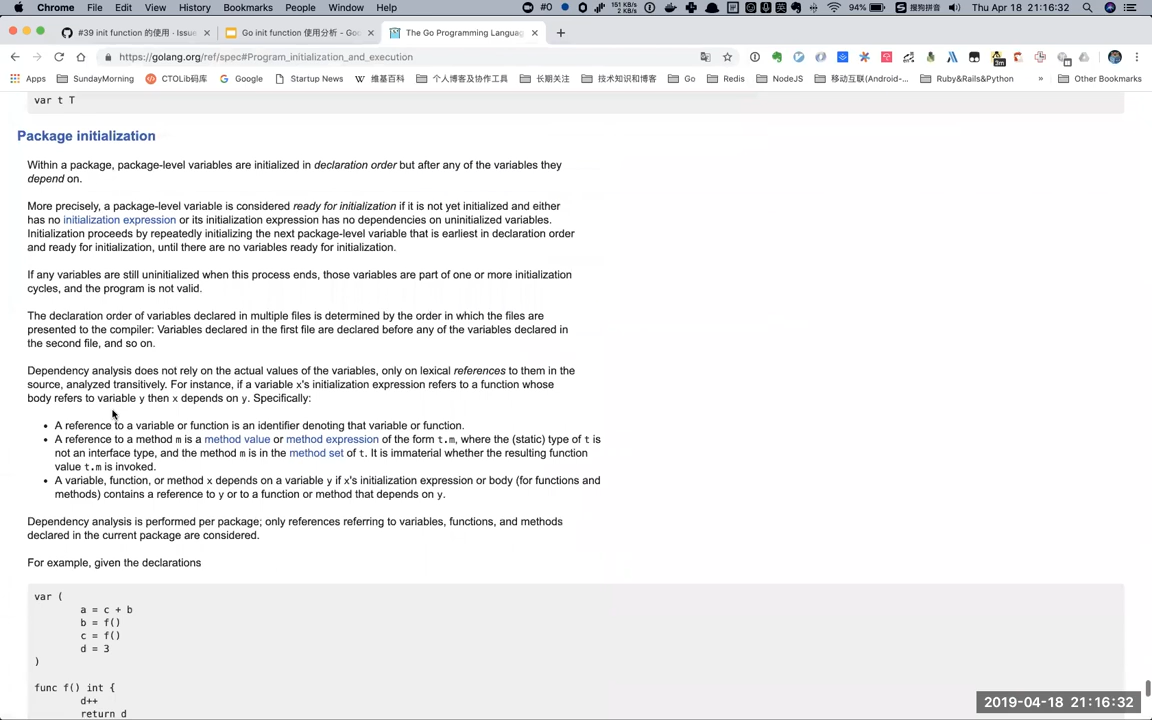 Chrome File Edit View History Bookmarks People Window Help #0 151 KB/s 2 KB/s 94% 搜狗拼音 Thu Apr 18 21:16:32
#39 init function 的使用 · Issue Go init function 使用分析 - Goo The Go Programming Langua
https://golang.org/ref/spec#Program_initialization_and_execution
Apps SundayMorning CTOLib码库 Google Startup News 维基百科 个人博客及协作工具 长期关注 技术知识和博客 Go Redis NodeJS 移动互联(Android-... Ruby&Rails&Python » Other Bookmarks
var t T
Package initialization
Within a package, package-level variables are initialized in declaration order but after any of the variables they
depend on.
More precisely, a package-level variable is considered ready for initialization if it is not yet initialized and either
has no initialization expression or its initialization expression has no dependencies on uninitialized variables.
Initialization proceeds by repeatedly initializing the next package-level variable that is earliest in declaration order
and ready for initialization, until there are no variables ready for initialization.
If any variables are still uninitialized when this process ends, those variables are part of one or more initialization
cycles, and the program is not valid.
The declaration order of variables declared in multiple files is determined by the order in which the files are
presented to the compiler: Variables declared in the first file are declared before any of the variables declared in
the second file, and so on.
Dependency analysis does not rely on the actual values of the variables, only on lexical references to them in the
source, analyzed transitively. For instance, if a variable x's initialization expression refers to a function whose
body refers to variable y then x depends on y. Specifically:
• A reference to a variable or function is an identifier denoting that variable or function.
• A reference to a method m is a method value or method expression of the form t.m, where the (static) type of t is
not an interface type, and the method m is in the method set of t. It is immaterial whether the resulting function
value t.m is invoked.
• A variable, function, or method x depends on a variable y if x's initialization expression or body (for functions and
methods) contains a reference to y or to a function or method that depends on y.
Dependency analysis is performed per package; only references referring to variables, functions, and methods
declared in the current package are considered.
For example, given the declarations
var (
a = c + b
b = f()
c = f()
d = 3
)
func f() int {
d++
return d
2019-04-18 21:16:32